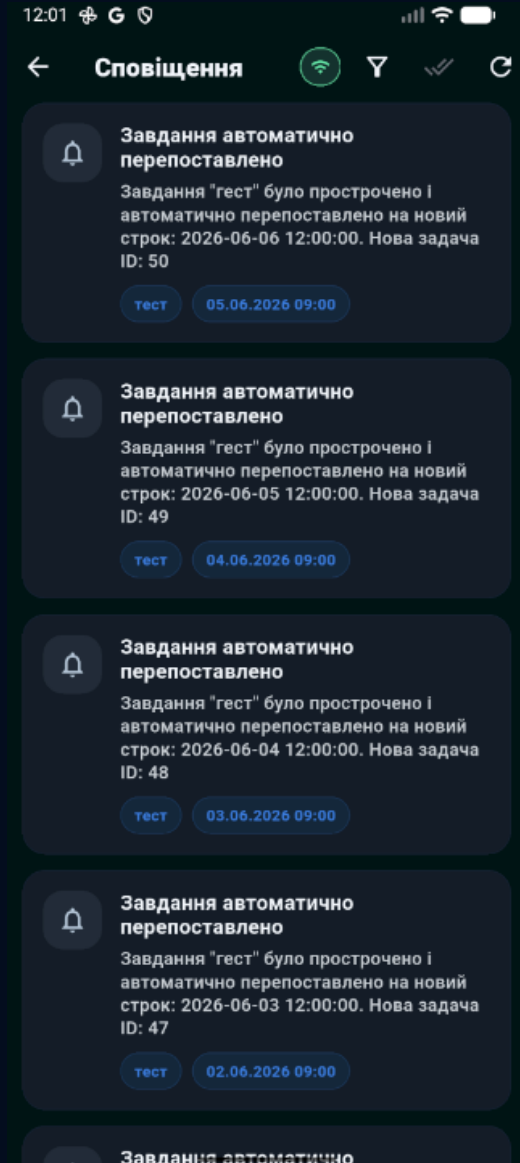 12:01
Сповіщення
Завдання автоматично
перепоставлено
Завдання "гест" було прострочено і
автоматично перепоставлено на новий
строк: 2026-06-06 12:00:00. Нова задача
ID: 50
тест 05.06.2026 09:00
Завдання автоматично
перепоставлено
Завдання "гест" було прострочено і
автоматично перепоставлено на новий
строк: 2026-06-05 12:00:00. Нова задача
ID: 49
тест 04.06.2026 09:00
Завдання автоматично
перепоставлено
Завдання "гест" було прострочено і
автоматично перепоставлено на новий
строк: 2026-06-04 12:00:00. Нова задача
ID: 48
тест 03.06.2026 09:00
Завдання автоматично
перепоставлено
Завдання "гест" було прострочено і
автоматично перепоставлено на новий
строк: 2026-06-03 12:00:00. Нова задача
ID: 47
тест 02.06.2026 09:00
Завдання автоматично